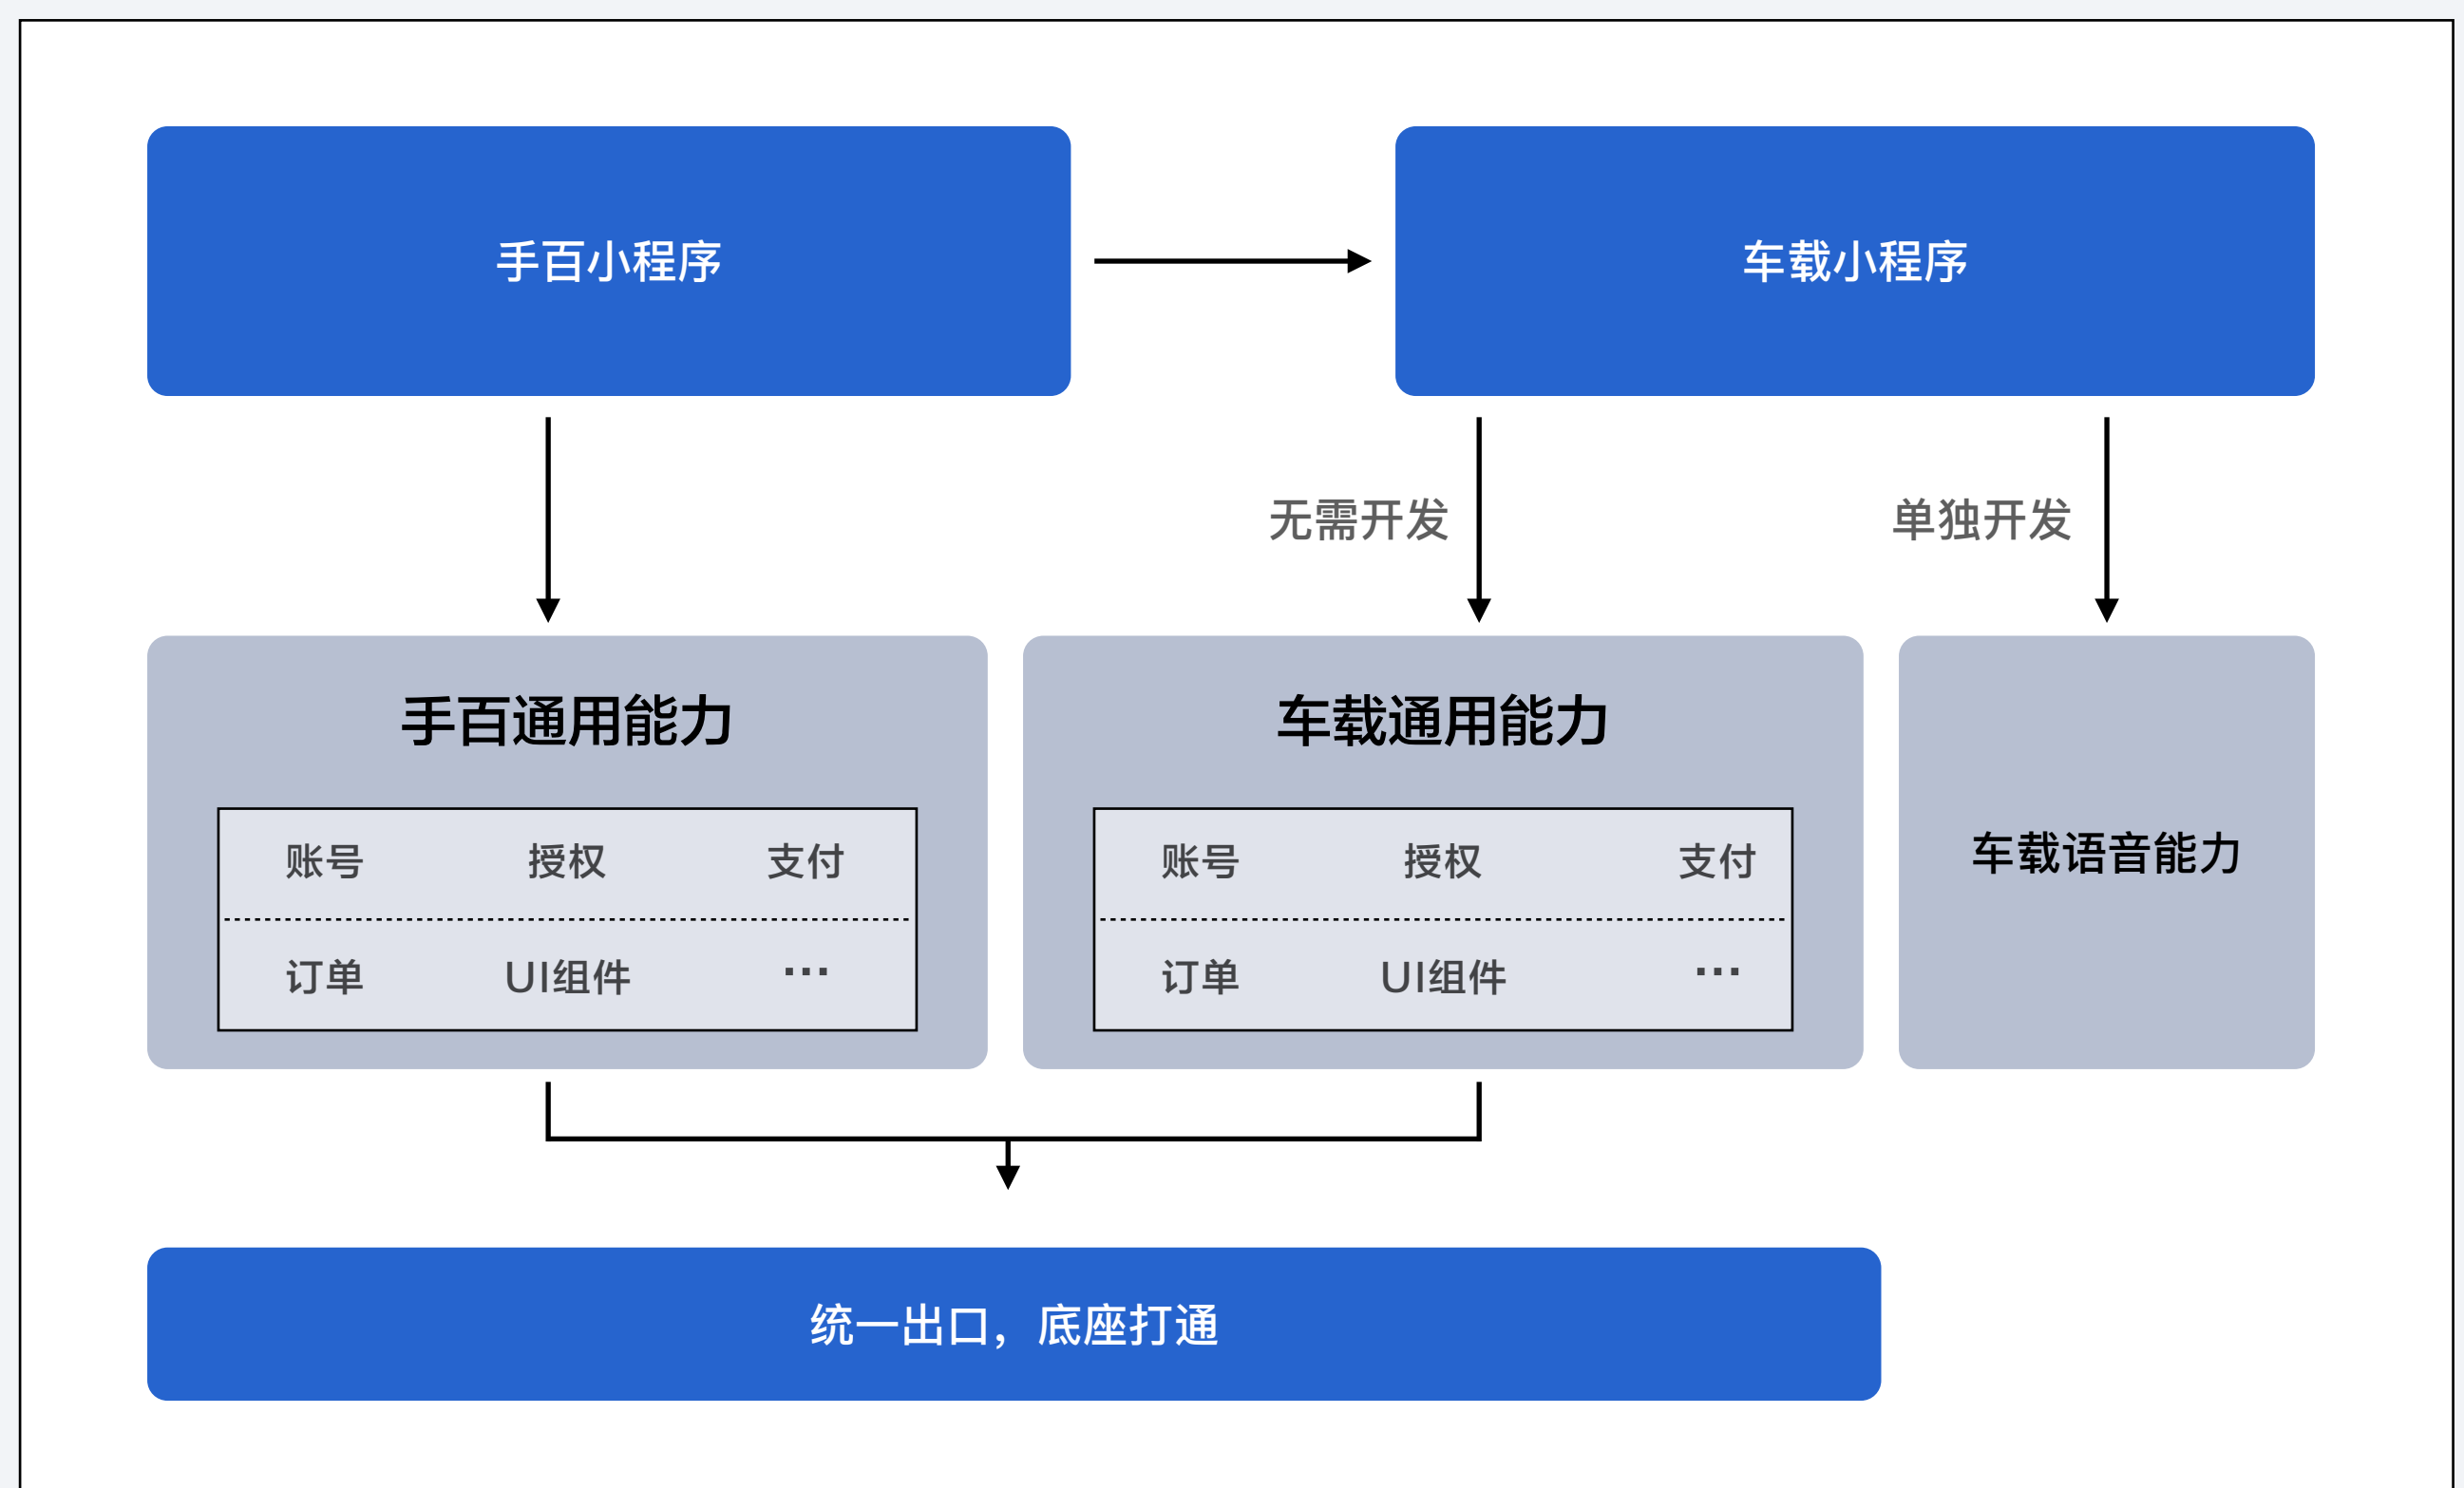 手百小程序
车载小程序
无需开发
单独开发
手百通用能力
账号 授权 支付
订单 UI组件 ···
车载通用能力
账号 授权 支付
订单 UI组件 ···
车载语音能力
统一出口，底座打通